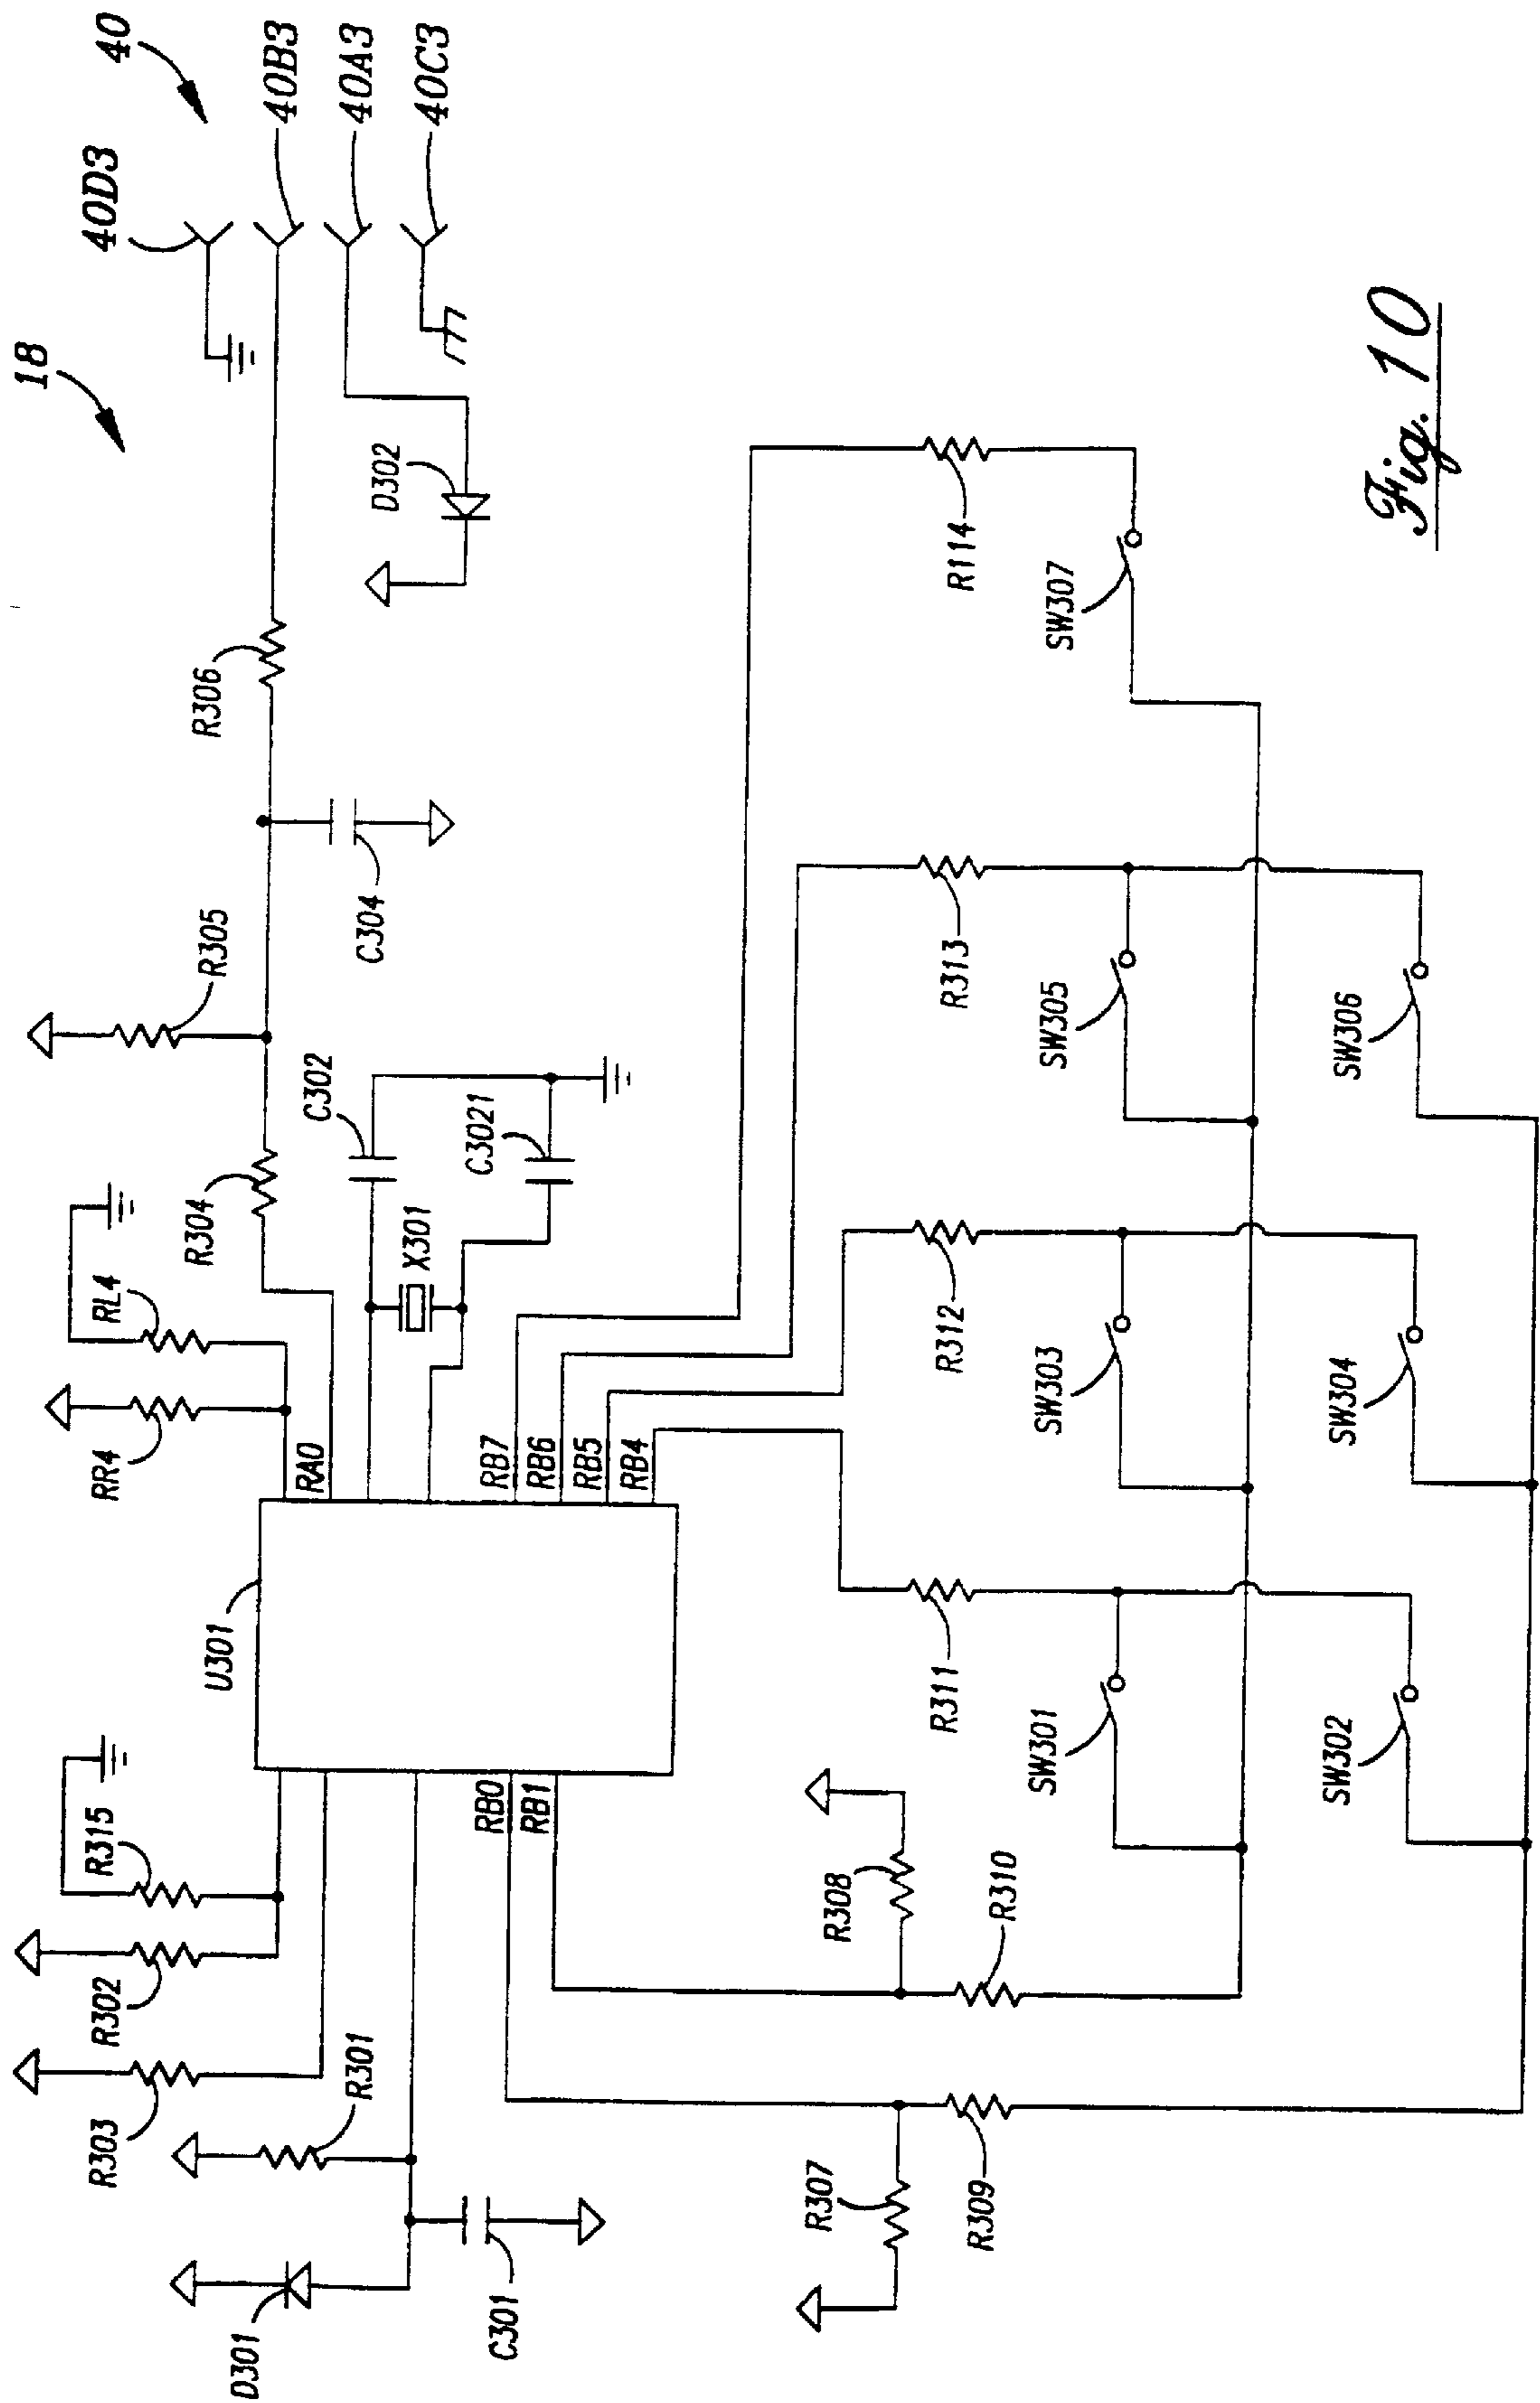 18
40
40D3
40B3
40A3
40C3
D302
R306
C304
R305
R304
C302
C3021
X301
RL4
RR4
RA0
RB7
RB6
RB5
RB4
U301
RB0
RB1
R315
R302
R303
R301
D301
C301
R307
R308
R309
R310
R311
R312
R313
R114
SW301
SW302
SW303
SW304
SW305
SW306
SW307
Fig. 10